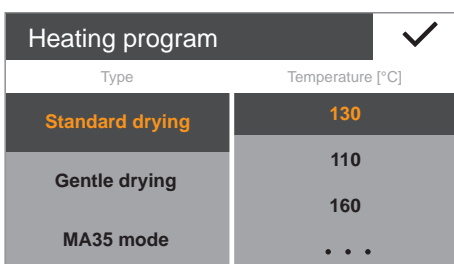 Heating program
Type Temperature [°C]
Standard drying 130
Gentle drying 110
160
MA35 mode
. . .